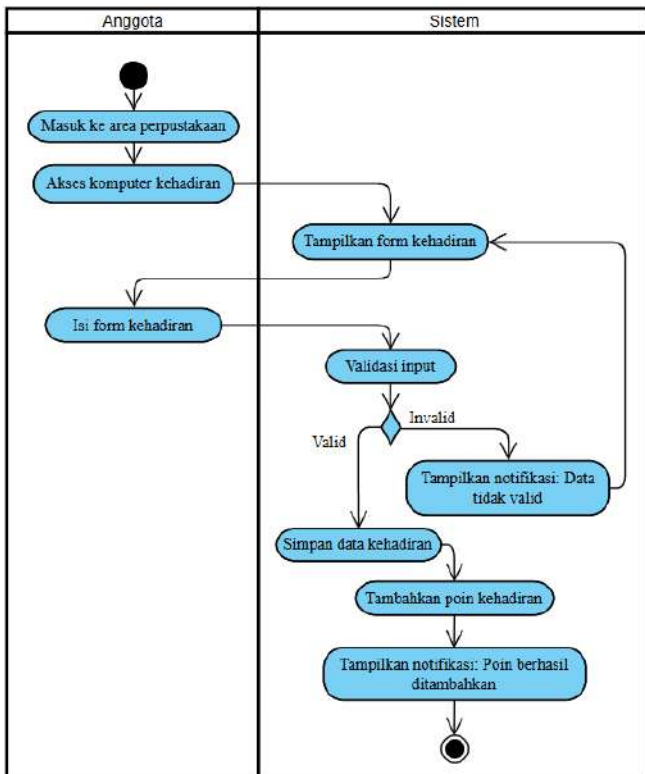 Anggota
Sistem
Masuk ke area perpustakaan
Akses komputer kehadiran
Tampilkan form kehadiran
Isi form kehadiran
Validasi input
Valid
Invalid
Tampilkan notifikasi: Data
tidak valid
Simpan data kehadiran
Tambahkan poin kehadiran
Tampilkan notifikasi: Poin berhasil
ditambahkan